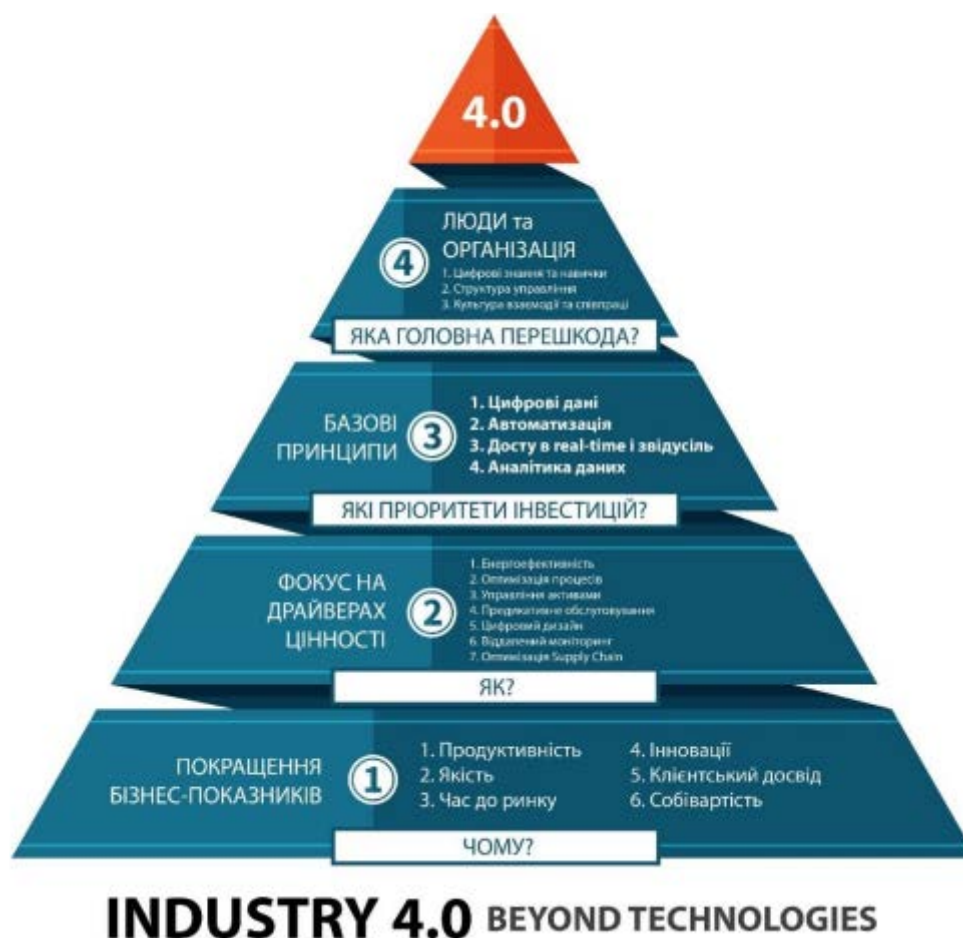 4.0
ЛЮДИ та
ОРГАНІЗАЦІЯ
4
1. Цифрові знання та навички
2. Структура управління
3. Культура взаємодії та співпраці
ЯКА ГОЛОВНА ПЕРЕШКОДА?
БАЗОВІ
ПРИНЦИПИ
3
1. Цифрові дані
2. Автоматизація
3. Досту в real-time і звідусіль
4. Аналітика даних
ЯКІ ПРІОРИТЕТИ ІНВЕСТИЦІЙ?
ФОКУС НА
ДРАЙВЕРАХ
ЦІННОСТІ
2
1. Енергоефективність
2. Оптимізація процесів
3. Управління активами
4. Предикативне обслуговування
5. Цифровий дизайн
6. Віддалений моніторинг
7. Оптимізація Supply Chain
ЯК?
ПОКРАЩЕННЯ
БІЗНЕС-ПОКАЗНИКІВ
1
1. Продуктивність
2. Якість
3. Час до ринку
4. Інновації
5. Клієнтський досвід
6. Собівартість
ЧОМУ?
INDUSTRY 4.0 BEYOND TECHNOLOGIES